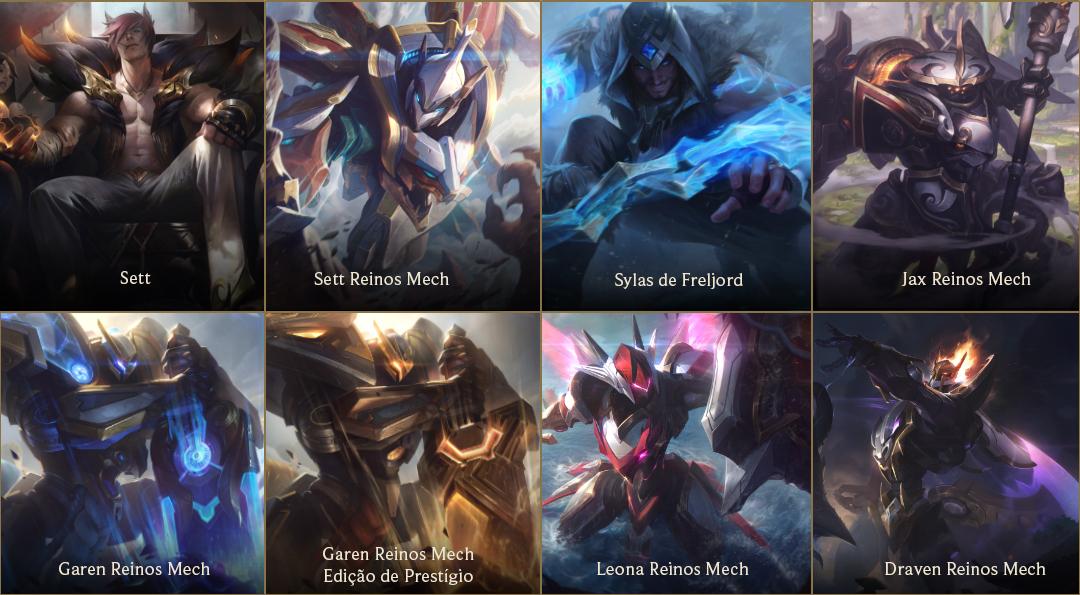 Sett
Sett Reinos Mech
Sylas de Freljord
Jax Reinos Mech
Garen Reinos Mech
Garen Reinos Mech
Edição de Prestígio
Leona Reinos Mech
Draven Reinos Mech